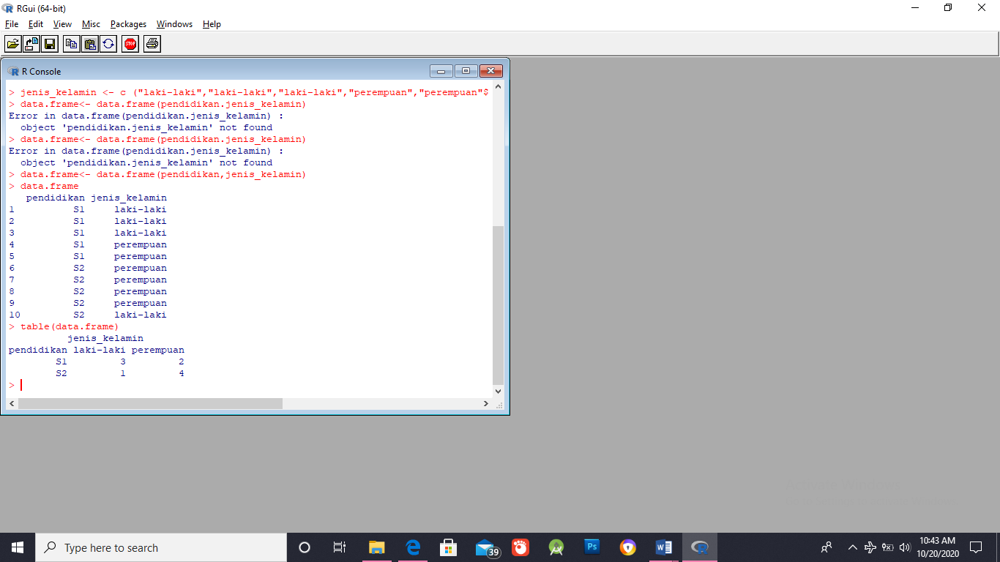 RGui (64-bit)
File Edit View Misc Packages Windows Help
STOP
R Console
> jenis_kelamin <- c ("laki-laki","laki-laki","laki-laki","perempuan","perempuan"$
> data.frame<- data.frame(pendidikan.jenis_kelamin)
Error in data.frame(pendidikan.jenis_kelamin) :
object 'pendidikan.jenis_kelamin' not found
> data.frame<- data.frame(pendidikan.jenis_kelamin)
Error in data.frame(pendidikan.jenis_kelamin) :
object 'pendidikan.jenis_kelamin' not found
> data.frame<- data.frame(pendidikan,jenis_kelamin)
> data.frame
pendidikan jenis_kelamin
1 S1 laki-laki
2 S1 laki-laki
3 S1 laki-laki
4 S1 perempuan
5 S1 perempuan
6 S2 perempuan
7 S2 perempuan
8 S2 perempuan
9 S2 perempuan
10 S2 laki-laki
> table(data.frame)
jenis_kelamin
pendidikan laki-laki perempuan
S1 3 2
S2 1 4
>
Type here to search
39
Ps
10:43 AM
10/20/2020